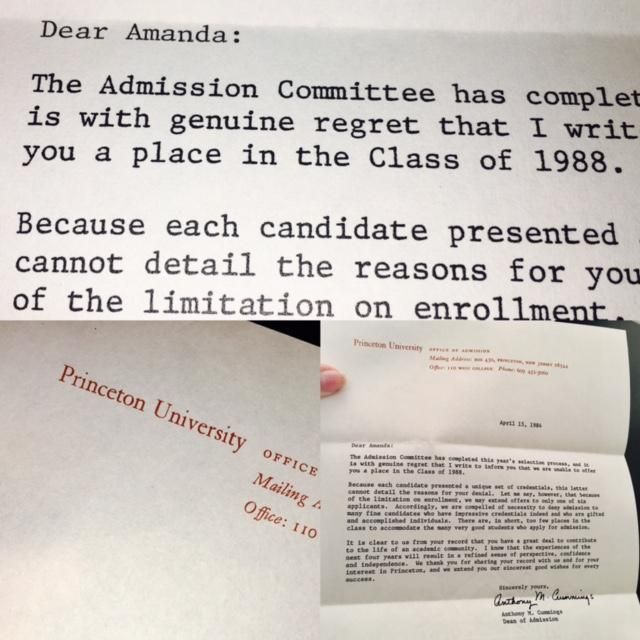 Dear Amanda:
The Admission Committee has complet
is with genuine regret that I writ
you a place in the Class of 1988.
Because each candidate presented
cannot detail the reasons for you
of the limitation on enrollment.
Princeton University OFFICE
Mailing A
Office: 110
Princeton University OFFICE OF ADMISSION
Mailing Address: BOX 430, PRINCETON, NEW JERSEY
Office: 110 WEST COLLEGE Phone: 609 452-3060
April 15, 1984
Dear Amanda:
The Admission Committee has completed this year's selection process, and it
is with genuine regret that I write to inform you that we are unable to offer
you a place in the Class of 1988.
Because each candidate presented a unique set of credentials, this letter
cannot detail the reasons for your denial. Let me say, however, that because
of the limitation on enrollment, we may extend offers to only one of six
applicants. Accordingly, we are compelled of necessity to deny admission to
many fine candidates who have impressive credentials indeed and who are gifted
and accomplished individuals. There are, in short, too few places in the
class to accommodate the many very good students who apply for admission.
It is clear to us from your record that you have a great deal to contribute
to the life of an academic community. I know that the experiences of the
next four years will result in a refined sense of perspective, confidence
and independence. We thank you for sharing your record with us and for your
interest in Princeton, and we extend you our sincerest good wishes for every
success.
Sincerely yours,
Anthony M. Cummings
Anthony M. Cummings
Dean of Admission